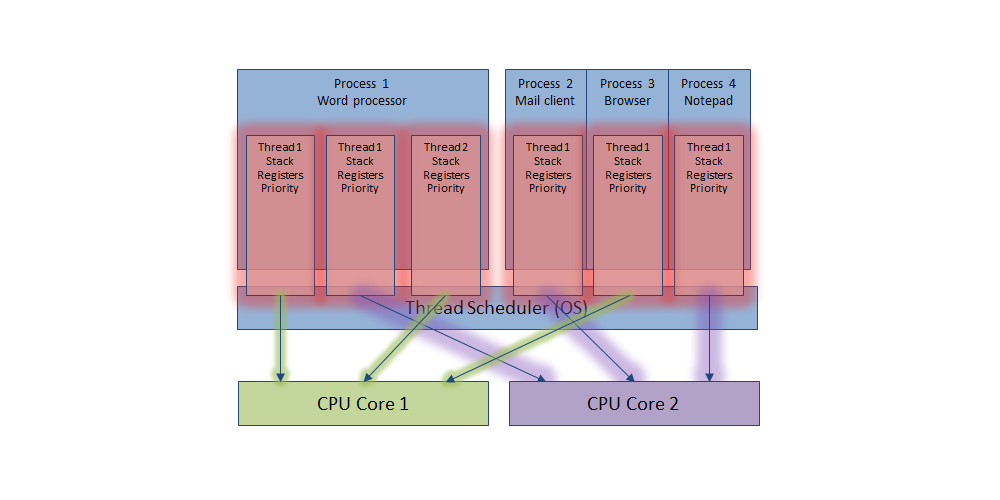 Process 1
Word processor
Process 2
Mail client
Process 3
Browser
Process 4
Notepad
Thread1
Stack
Registers
Priority
Thread1
Stack
Registers
Priority
Thread2
Stack
Registers
Priority
Thread1
Stack
Registers
Priority
Thread1
Stack
Registers
Priority
Thread1
Stack
Registers
Priority
Thread Scheduler (OS)
CPU Core 1
CPU Core 2